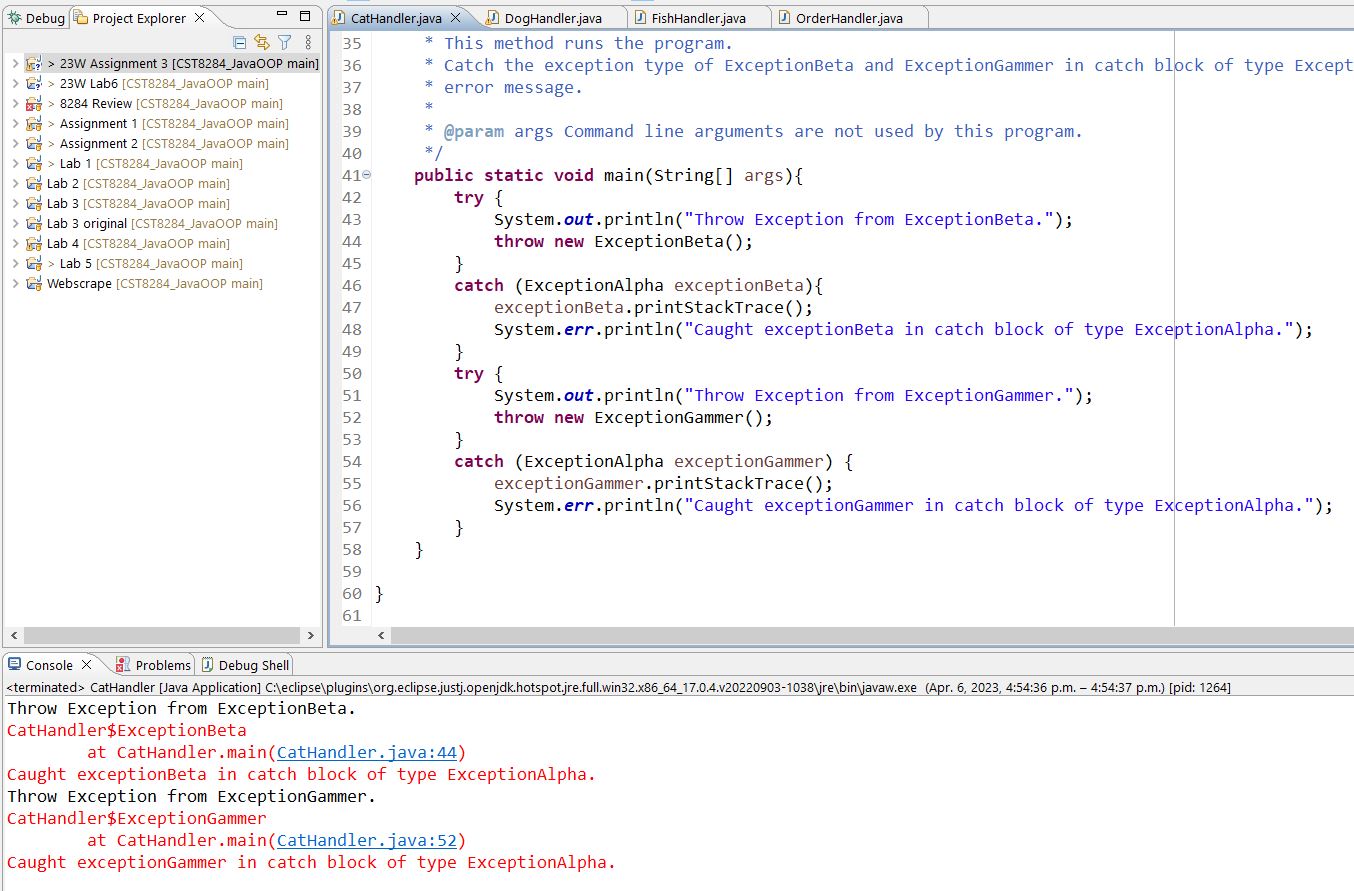 Debug Project Explorer
> 23W Assignment 3 [CST8284_JavaOOP main]
> 23W Lab6 [CST8284_JavaOOP main]
> 8284 Review [CST8284_JavaOOP main]
> Assignment 1 [CST8284_JavaOOP main]
> Assignment 2 [CST8284_JavaOOP main]
> Lab 1 [CST8284_JavaOOP main]
Lab 2 [CST8284_JavaOOP main]
Lab 3 [CST8284_JavaOOP main]
Lab 3 original [CST8284_JavaOOP main]
Lab 4 [CST8284_JavaOOP main]
> Lab 5 [CST8284_JavaOOP main]
Webscrape [CST8284_JavaOOP main]
CatHandler.java DogHandler.java FishHandler.java OrderHandler.java
35 * This method runs the program.
36 * Catch the exception type of ExceptionBeta and ExceptionGammer in catch block of type Except
37 * error message.
38 *
39 * @param args Command line arguments are not used by this program.
40 */
41 public static void main(String[] args){
42 try {
43 System.out.println("Throw Exception from ExceptionBeta.");
44 throw new ExceptionBeta();
45 }
46 catch (ExceptionAlpha exceptionBeta){
47 exceptionBeta.printStackTrace();
48 System.err.println("Caught exceptionBeta in catch block of type ExceptionAlpha.");
49 }
50 try {
51 System.out.println("Throw Exception from ExceptionGammer.");
52 throw new ExceptionGammer();
53 }
54 catch (ExceptionAlpha exceptionGammer) {
55 exceptionGammer.printStackTrace();
56 System.err.println("Caught exceptionGammer in catch block of type ExceptionAlpha.");
57 }
58 }
59
60 }
61
Console Problems Debug Shell
<terminated> CatHandler [Java Application] C:\eclipse\plugins\org.eclipse.justj.openjdk.hotspot.jre.full.win32.x86_64_17.0.4.v20220903-1038\jre\bin\javaw.exe (Apr. 6, 2023, 4:54:36 p.m. – 4:54:37 p.m.) [pid: 1264]
Throw Exception from ExceptionBeta.
CatHandler$ExceptionBeta
at CatHandler.main(CatHandler.java:44)
Caught exceptionBeta in catch block of type ExceptionAlpha.
Throw Exception from ExceptionGammer.
CatHandler$ExceptionGammer
at CatHandler.main(CatHandler.java:52)
Caught exceptionGammer in catch block of type ExceptionAlpha.